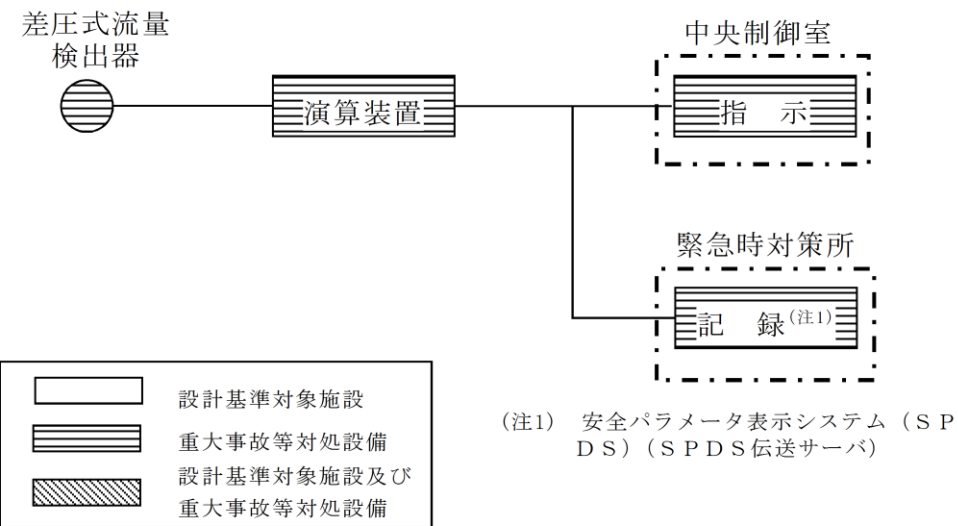 差圧式流量
検出器
演算装置
中央制御室
指　示
緊急時対策所
記　録(注1)
設計基準対象施設
重大事故等対処設備
設計基準対象施設及び
重大事故等対処設備
(注1)　安全パラメータ表示システム（ＳＰ
ＤＳ）（ＳＰＤＳ伝送サーバ）